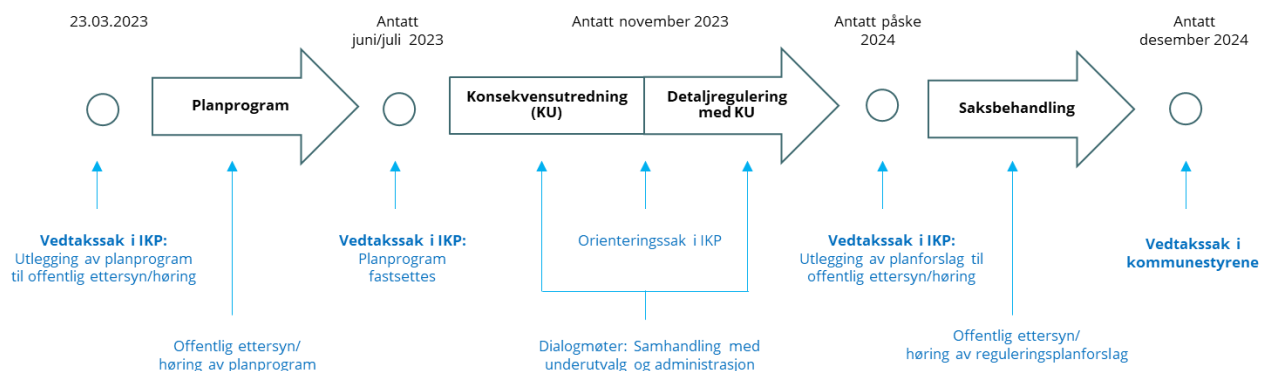 23.03.2023
Antatt
juni/juli 2023
Antatt november 2023
Antatt påske
2024
Antatt
desember 2024
Planprogram
Konsekvensutredning
(KU)
Detaljregulering
med KU
Saksbehandling
Vedtakssak i IKP:
Utlegging av planprogram
til offentlig ettersyn/høring
Vedtakssak i IKP:
Planprogram
fastsettes
Orienteringssak i IKP
Vedtakssak i IKP:
Utlegging av planforslag til
offentlig ettersyn/høring
Vedtakssak i
kommunestyrene
Offentlig ettersyn/
høring av planprogram
Dialogmøter: Samhandling med
underutvalg og administrasjon
Offentlig ettersyn/
høring av reguleringsplanforslag